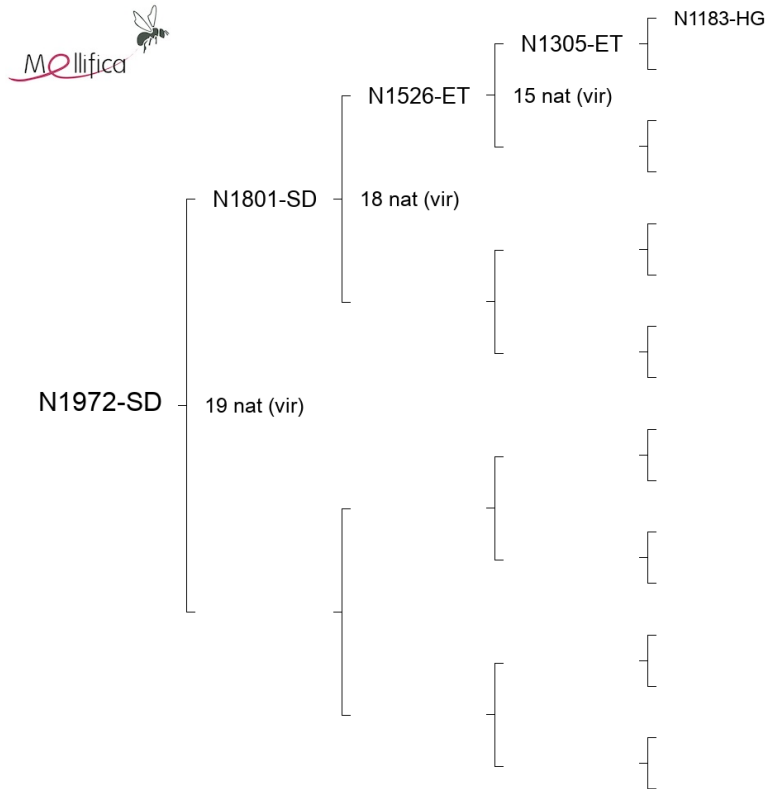 Mellifica
N1183-HG
N1305-ET
N1526-ET
15 nat (vir)
N1801-SD
18 nat (vir)
N1972-SD
19 nat (vir)